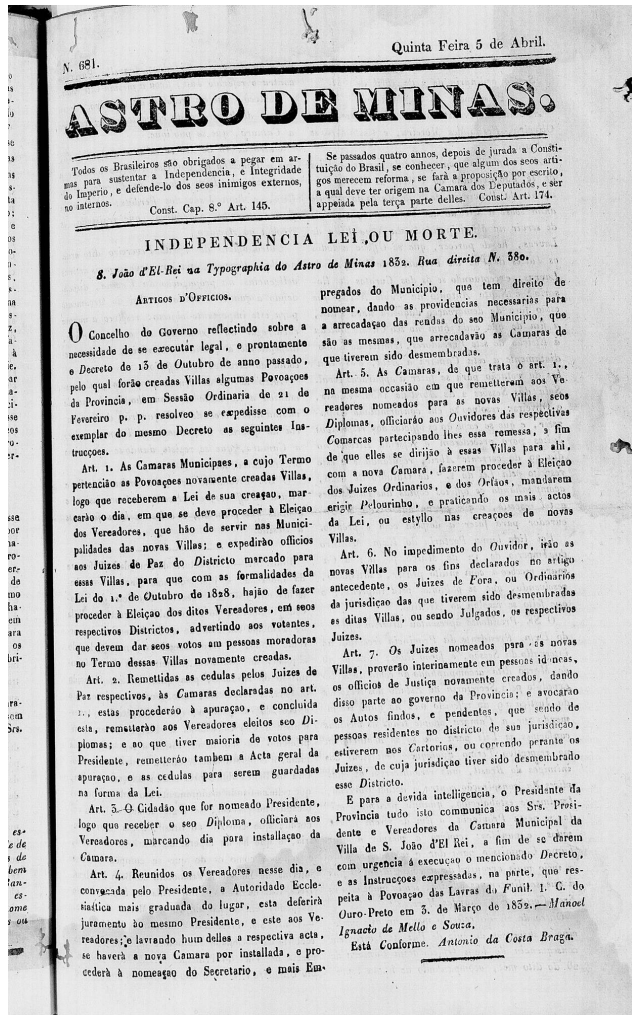 N. 681.
Quinta Feira 5 de Abril.
ASTRO DE MINAS.
Todos os Brasileiros são obrigados a pegar em ar-
mas para sustentar a Independencia, e Integridade
do Imperio, e defende-lo dos seos inimigos externos,
ou internos.
Const. Cap. 8.º Art. 145.
Se passados quatro annos, depois de jurada a Consti-
tuição do Brasil, se conhecer, que algum dos seos arti-
gos merecem reforma, se fará a proposição por escrito,
a qual deve ter origem na Camara dos Deputados, e ser
apoiada pela terça parte delles. Const. Art. 174.
INDEPENDENCIA LEI, OU MORTE.
S. João d'El-Rei na Typographia do Astro de Minas 1832. Rua direita N. 380.
ARTIGOS D'OFFICIOS.
O Concelho do Governo reflectindo sobre a
necessidade de se executar legal, e prontamente
o Decreto de 13 de Outubro de anno passado,
pelo qual forão creadas Villas algumas Povoaçoes
da Provincia, em Sessão Ordinaria de 21 de
Fevereiro p. p. resolveo se expedisse com o
exemplar do mesmo Decreto as seguintes Ins-
trucçoes.
Art. 1. As Camaras Municipaes, a cujo Termo
pertencião as Povoaçoes novamente creadas Villas,
logo que receberem a Lei de sua creaçao, mar-
carão o dia, em que se deve proceder à Eleiçao
dos Vereadores, que hão de servir nas Munici-
palidades das novas Villas; e expedirão officios
aos Juizes de Paz do Districto marcado para
essas Villas, para que com as formalidades da
Lei do 1.º de Outubro de 1828, hajão de fazer
proceder à Eleiçao dos ditos Vereadores, em seos
respectivos Districtos, advertindo aos votantes,
que devem dar seos votos em pessoas moradoras
no Termo dessas Villas novamente creadas.
Art. 2. Remettidas as cedulas pelos Juizes de
Paz respectivos, às Camaras declaradas no art.
1., estas procederão à apuraçao, e concluida
esta, remetterão aos Vereadores eleitos seo Di-
plomas; e ao que tiver maioria de votos para
Presidente, remetterão tambem a Acta geral da
apuraçao, e as cedulas para serem guardadas
na forma da Lei.
Art. 3. O Cidadão que for nomeado Presidente,
logo que receber o seo Diploma, officiará aos
Vereadores, marcando dia para installaçao da
Camara.
Art. 4. Reunidos os Vereadores nesse dia, e
convocada pelo Presidente, a Autoridade Eccle-
siastica mais graduada do lugar, esta deferirá
juramento ao mesmo Presidente, e este aos Ve-
readores; e lavrando hum delles a respectiva acta,
se haverá a nova Camara por installada, e pro-
cederá à nomeaçao do Secretario, e mais Em-
pregados do Municipio, que tem direito de
nomear, dando as providencias necessarias para
a arrecadaçao das rendas do seo Municipio, que
são as mesmas, que arrecadavão as Camaras de
que tiverem sido desmembradas.
Art. 5. As Camaras, de que trata o art. 1.,
na mesma occasião em que remetterem aos Ve-
readores nomeados para as novas Villas, seos
Diplomas, officiarão aos Ouvidores das respectivas
Comarcas partecipando lhes essa remessa, a fim
de que elles se dirijão à essas Villas para ahi,
com a nova Camara, fazerem proceder à Eleição
dos Juizes Ordinarios, e dos Orfãos, mandarem
erigir Pelourinho, e praticando os mais actos
da Lei, ou estyllo nas creaçoes de novas
Villas.
Art. 6. No impedimento do Ouvidor, irão as
novas Villas para os fins declarados no artigo
antecedente, os Juizes de Fora, ou Ordinarios
da jurisdiçao das que tiverem sido desmembradas
as ditas Villas, ou sendo Julgados, os respectivos
Juizes.
Art. 7. Os Juizes nomeados para as novas
Villas, proverão interinamente em pessoas idoneas,
os officios de Justiça novamente creados, dando
disso parte ao governo da Provincia; e avocarão
os Autos findos, e pendentes, que sendo de
pessoas residentes no districto de sua jurisdiçao,
estiverem nos Cartorios, ou correndo perante os
Juizes, de cuja jurisdiçao tiver sido desmembrado
esse Districto.
E para a devida intelligencia, o Presidente da
Provincia tudo isto communica aos Srs. Presi-
dente e Vereadores da Camara Municipal da
Villa de S. João d'El Rei, a fim de se darem
com urgencia á execuçao o mencionado Decreto,
e as Instrucçoes expressadas, na parte, que res-
peita à Povoaçao das Lavras do Funil. I. C. do
Ouro-Preto em 3. de Março de 1832.—Manoel
Ignacio de Mello e Souza,
Está Conforme. Antonio da Costa Braga.